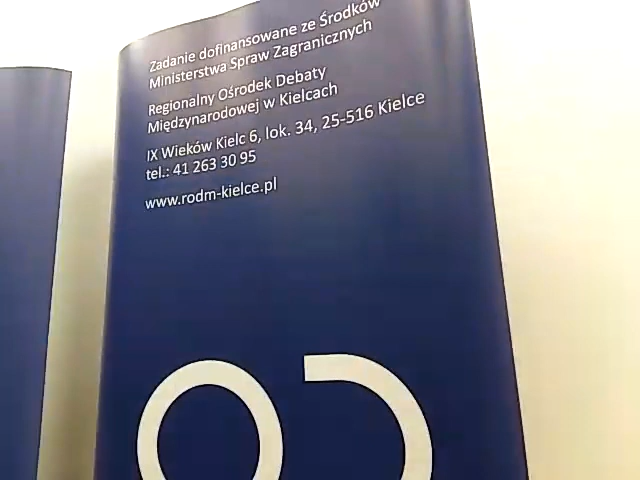 Zadanie dofinansowane ze Środków
Ministerstwa Spraw Zagranicznych
Regionalny Ośrodek Debaty
Międzynarodowej w Kielcach
IX Wieków Kielc 6, lok. 34, 25-516 Kielce
tel.: 41 263 30 95
www.rodm-kielce.pl